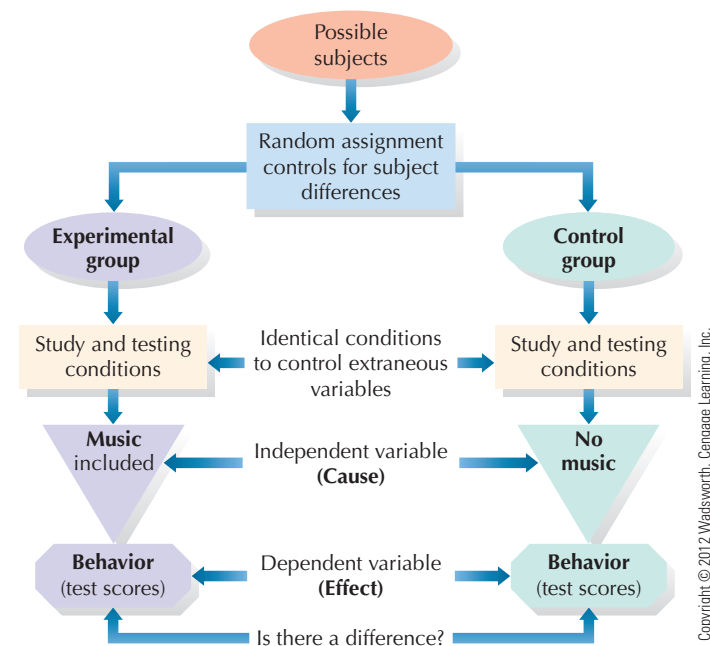 Possible
subjects
Random assignment
controls for subject
differences
Experimental
group
Control
group
Study and testing
conditions
Identical conditions
to control extraneous
variables
Study and testing
conditions
Music
included
Independent variable
(Cause)
No
music
Behavior
(test scores)
Dependent variable
(Effect)
Behavior
(test scores)
Is there a difference?
Copyright © 2012 Wadsworth, Cengage Learning, Inc.